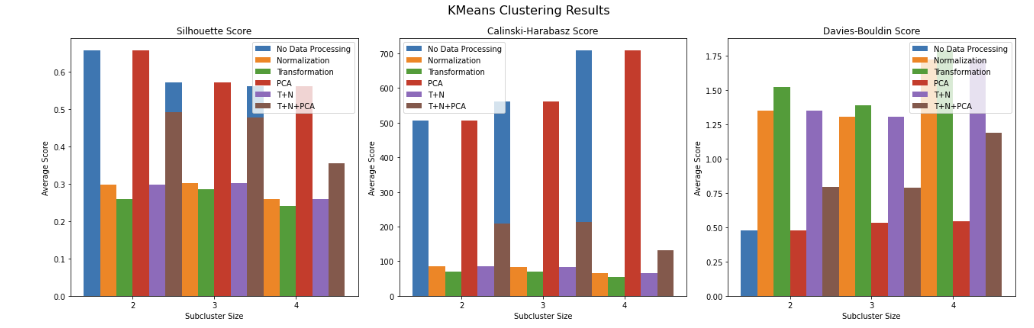 KMeans Clustering Results
Silhouette Score
Average Score
0.6
0.5
0.4
0.3
0.2
0.1
0.0
2
3
4
Subcluster Size
No Data Processing
Normalization
Transformation
PCA
T+N
T+N+PCA
Calinski-Harabasz Score
Average Score
700
600
500
400
300
200
100
0
2
3
4
Subcluster Size
No Data Processing
Normalization
Transformation
PCA
T+N
T+N+PCA
Davies-Bouldin Score
Average Score
1.75
1.50
1.25
1.00
0.75
0.50
0.25
0.00
2
3
4
Subcluster Size
No Data Processing
Normalization
Transformation
PCA
T+N
T+N+PCA